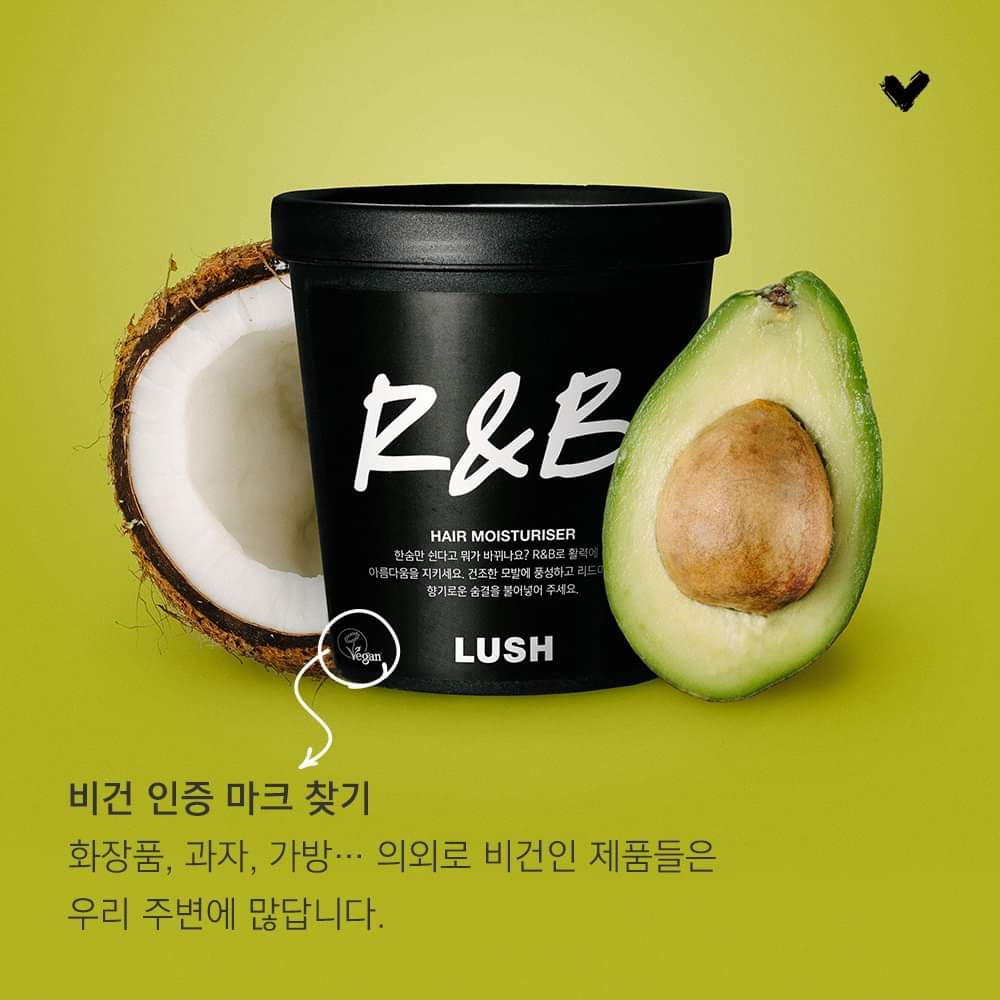 R&B
HAIR MOISTURISER
한숨만 쉰다고 뭐가 바뀌나요? R&B로 활력에
아름다움을 지키세요. 건조한 모발에 풍성하고
향기로운 숨결을 불어넣어 주세요.
Vegan
LUSH
비건 인증 마크 찾기
화장품, 과자, 가방… 의외로 비건인 제품들은
우리 주변에 많답니다.